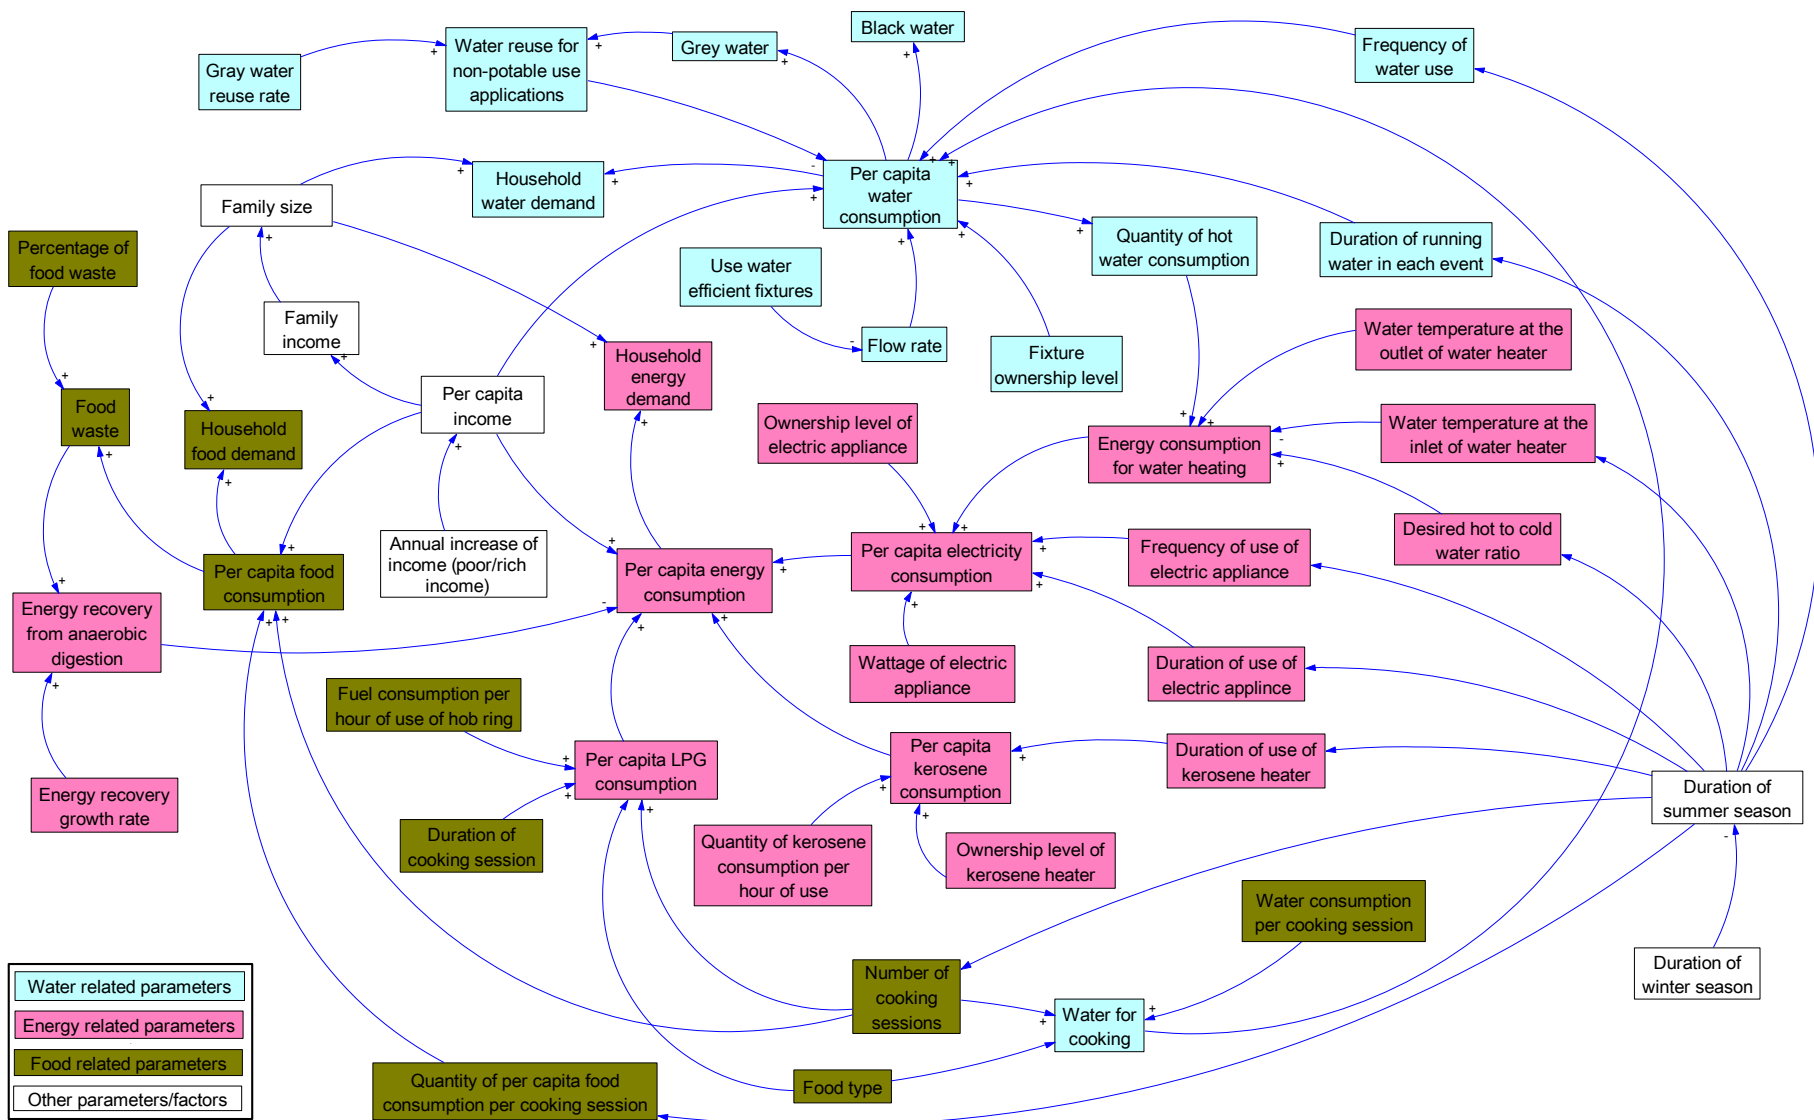 Black water
Water reuse for
non-potable use
applications
Grey water
Frequency of
water use
Gray water
reuse rate
Household
water demand
Per capita
water
consumption
Family size
Percentage of
food waste
Use water
efficient fixtures
Quantity of hot
water consumption
Duration of running
water in each event
Family
income
Flow rate
Fixture
ownership level
Water temperature at the
outlet of water heater
Household
energy
demand
Per capita
income
Food
waste
Household
food demand
Ownership level of
electric appliance
Energy consumption
for water heating
Water temperature at the
inlet of water heater
Desired hot to cold
water ratio
Annual increase of
income (poor/rich
income)
Per capita food
consumption
Per capita energy
consumption
Per capita electricity
consumption
Frequency of use of
electric appliance
Energy recovery
from anaerobic
digestion
Wattage of electric
appliance
Duration of use of
electric applince
Fuel consumption per
hour of use of hob ring
Per capita LPG
consumption
Per capita
kerosene
consumption
Duration of use of
kerosene heater
Energy recovery
growth rate
Duration of
summer season
Duration of
cooking session
Quantity of kerosene
consumption per
hour of use
Ownership level of
kerosene heater
Water consumption
per cooking session
Duration of
winter season
Number of
cooking
sessions
Water for
cooking
Quantity of per capita food
consumption per cooking session
Food type
Water related parameters
Energy related parameters
Food related parameters
Other parameters/factors